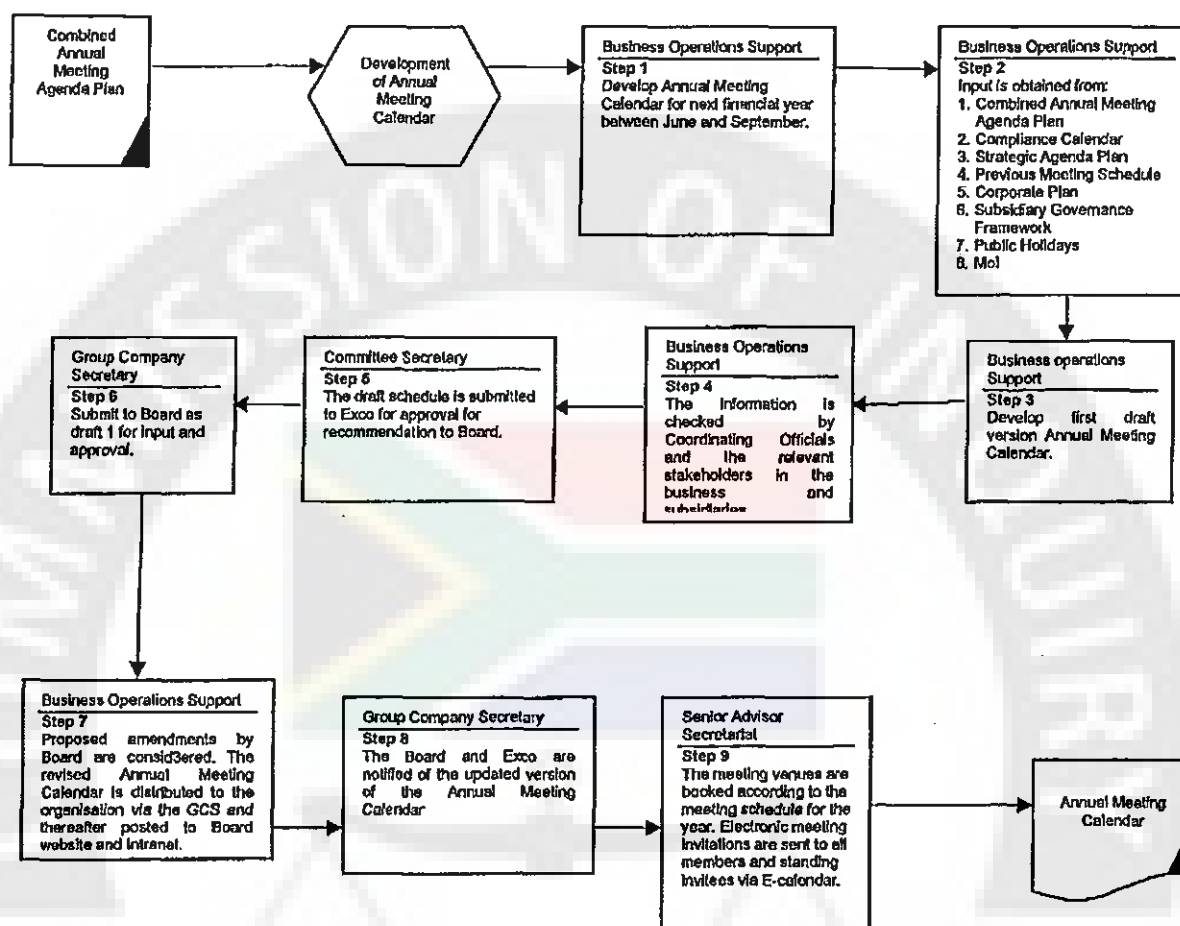 Combined
Annual
Meeting
Agenda Plan
Development
of Annual
Meeting
Calendar
Business Operations Support
Step 1
Develop Annual Meeting
Calendar for next financial year
between June and September.
Business Operations Support
Step 2
Input is obtained from:
1. Combined Annual Meeting
Agenda Plan
2. Compliance Calendar
3. Strategic Agenda Plan
4. Previous Meeting Schedule
5. Corporate Plan
6. Subsidiary Governance
Framework
7. Public Holidays
8. MoI
Business operations
Support
Step 3
Develop first draft
version Annual Meeting
Calendar.
Business Operations
Support
Step 4
The information is
checked by
Coordinating Officials
and the relevant
stakeholders in the
business and
subsidiaries
Committee Secretary
Step 5
The draft schedule is submitted
to Exco for approval for
recommendation to Board.
Group Company
Secretary
Step 6
Submit to Board as
draft 1 for input and
approval.
Business Operations Support
Step 7
Proposed amendments by
Board are consid3ered. The
revised Annual Meeting
Calendar is distributed to the
organisation via the GCS and
thereafter posted to Board
website and Intranet.
Group Company Secretary
Step 8
The Board and Exco are
notified of the updated version
of the Annual Meeting
Calendar
Senior Advisor
Secretarial
Step 9
The meeting venues are
booked according to the
meeting schedule for the
year. Electronic meeting
invitations are sent to all
members and standing
invitees via E-calendar.
Annual Meeting
Calendar